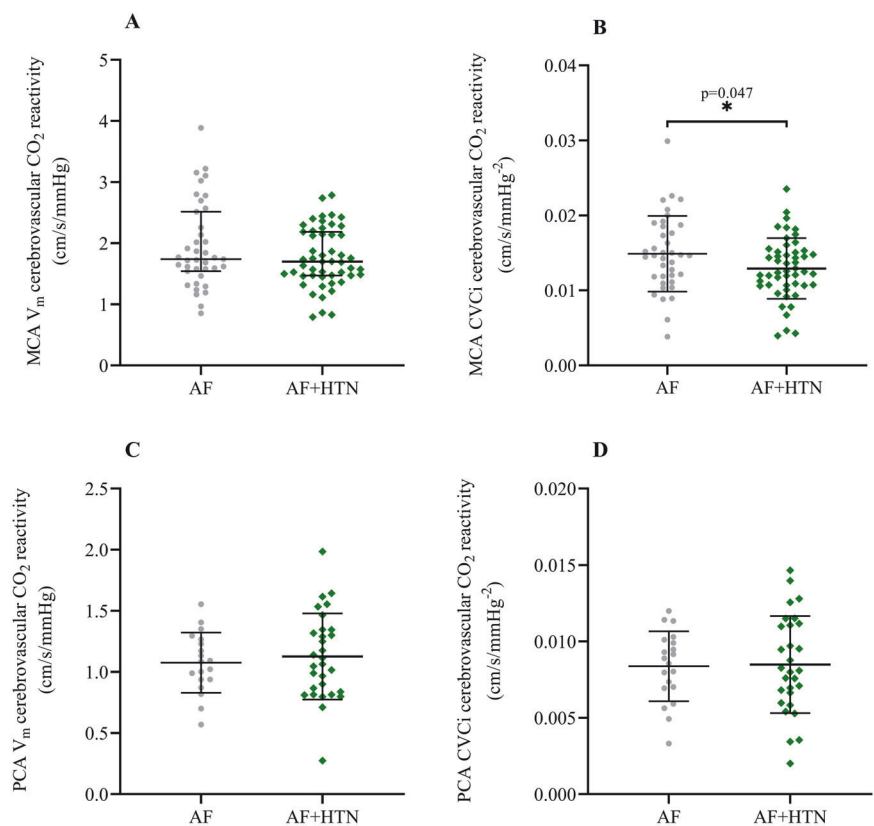 A
MCA Vm cerebrovascular CO2 reactivity
(cm/s/mmHg)
5
4
3
2
1
0
AF
AF+HTN
B
MCA CVCi cerebrovascular CO2 reactivity
(cm/s/mmHg-2)
0.04
0.03
0.02
0.01
0.00
p=0.047
*
AF
AF+HTN
C
PCA Vm cerebrovascular CO2 reactivity
(cm/s/mmHg)
2.5
2.0
1.5
1.0
0.5
0.0
AF
AF+HTN
D
PCA CVCi cerebrovascular CO2 reactivity
(cm/s/mmHg-2)
0.020
0.015
0.010
0.005
0.000
AF
AF+HTN